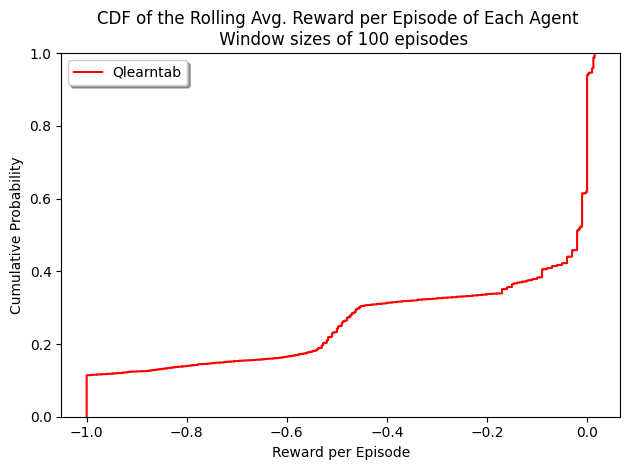 CDF of the Rolling Avg. Reward per Episode of Each Agent
Window sizes of 100 episodes
Qlearntab
1.0
0.8
0.6
0.4
0.2
0.0
Cumulative Probability
−1.0 −0.8 −0.6 −0.4 −0.2 0.0
Reward per Episode